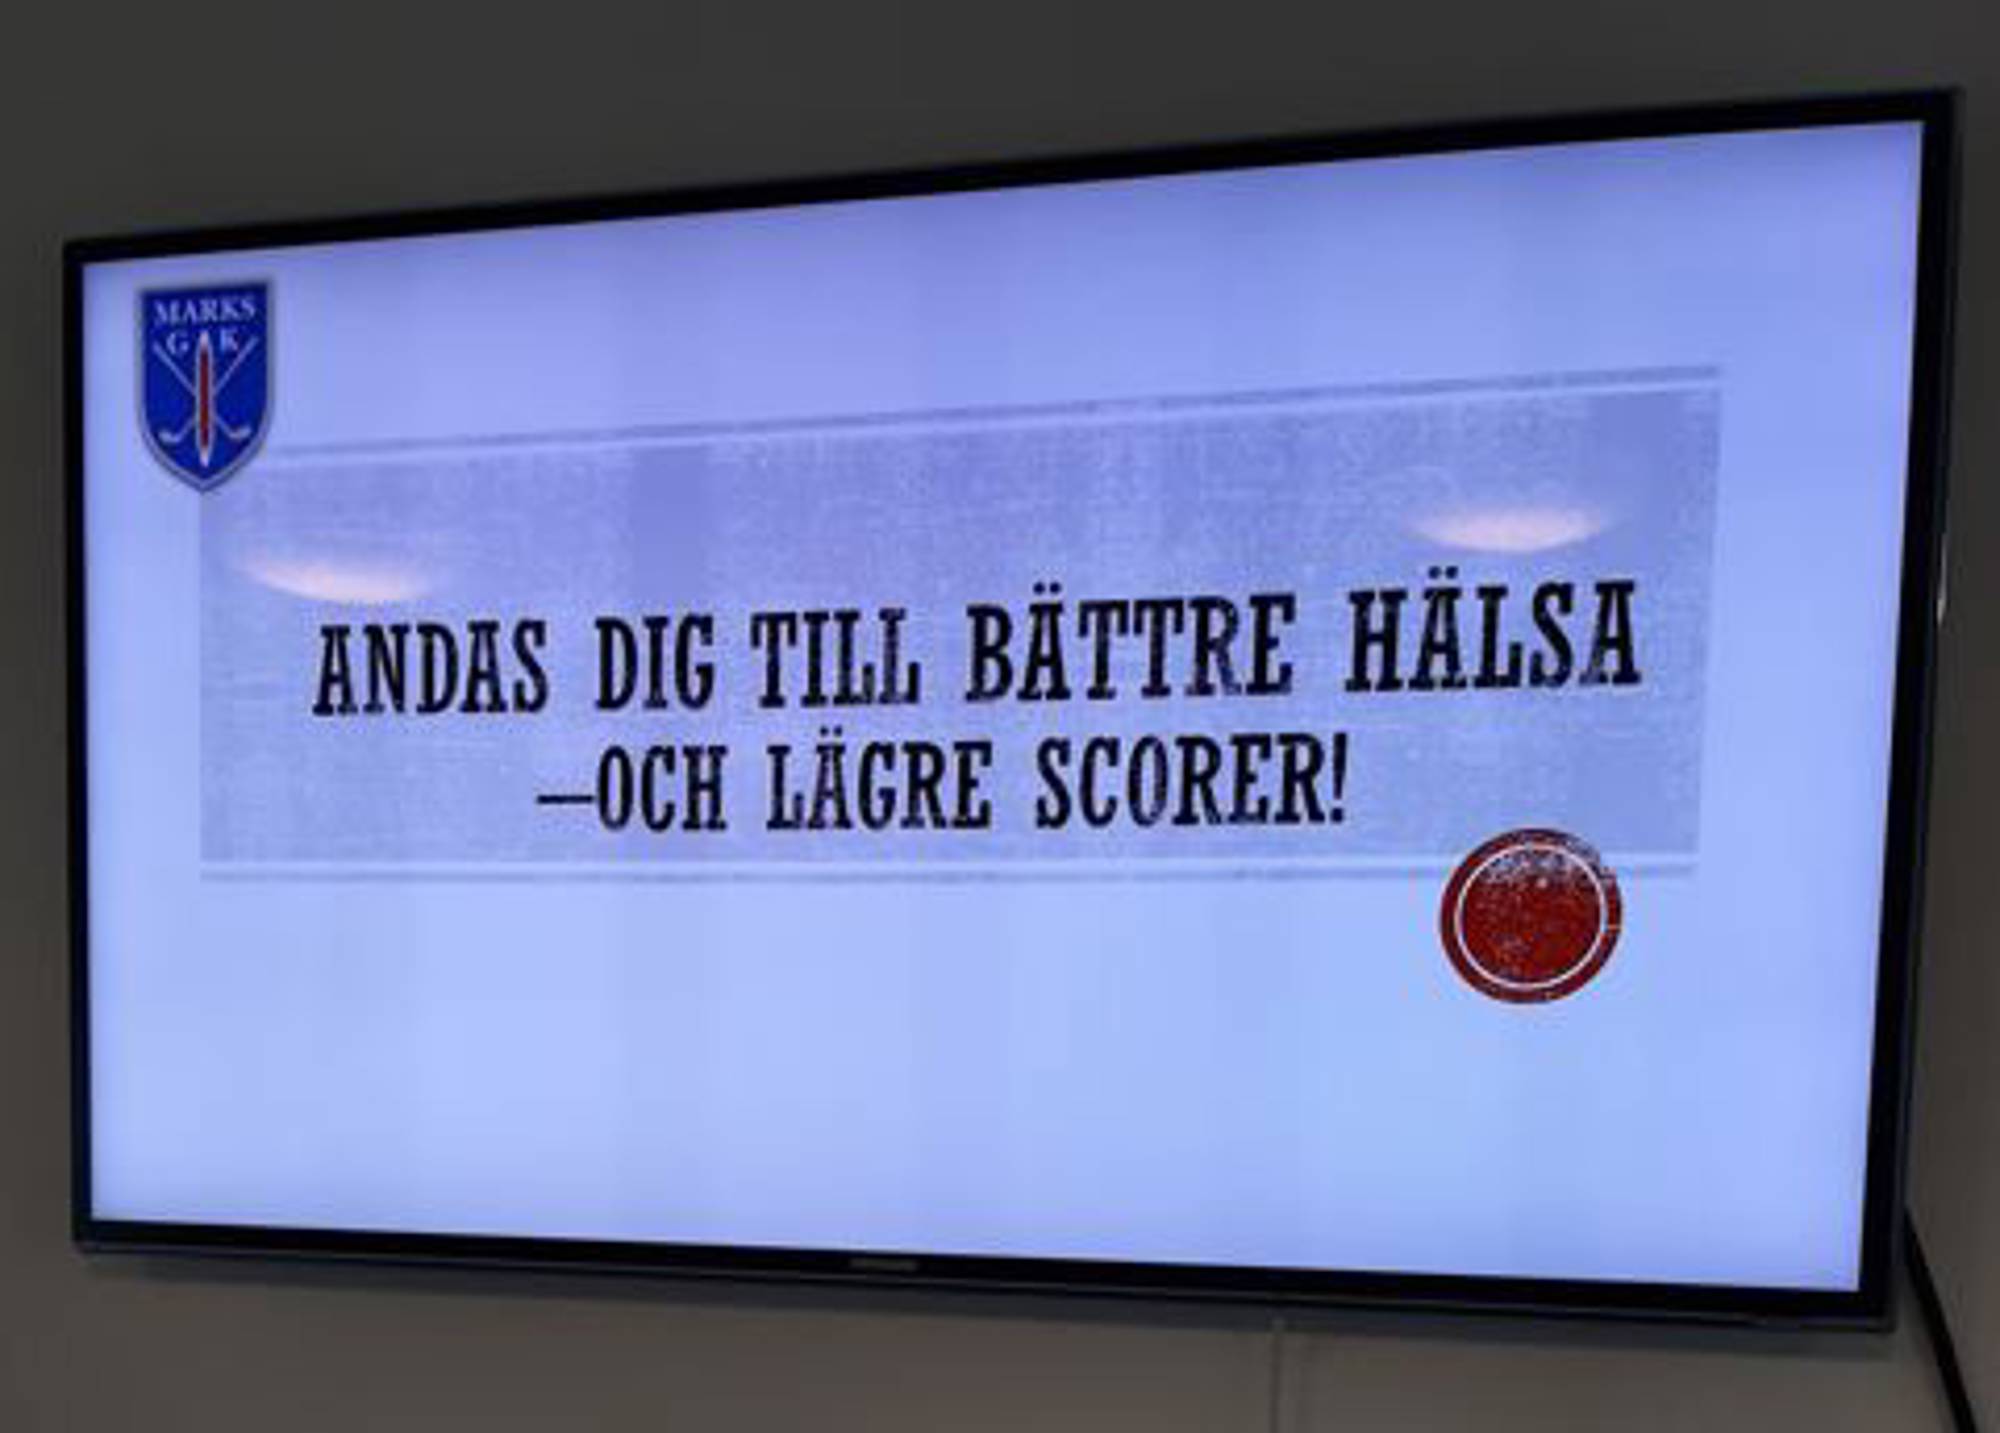 MARKS
G K
ANDAS DIG TILL BÄTTRE HÄLSA
—OCH LÄGRE SCORER!